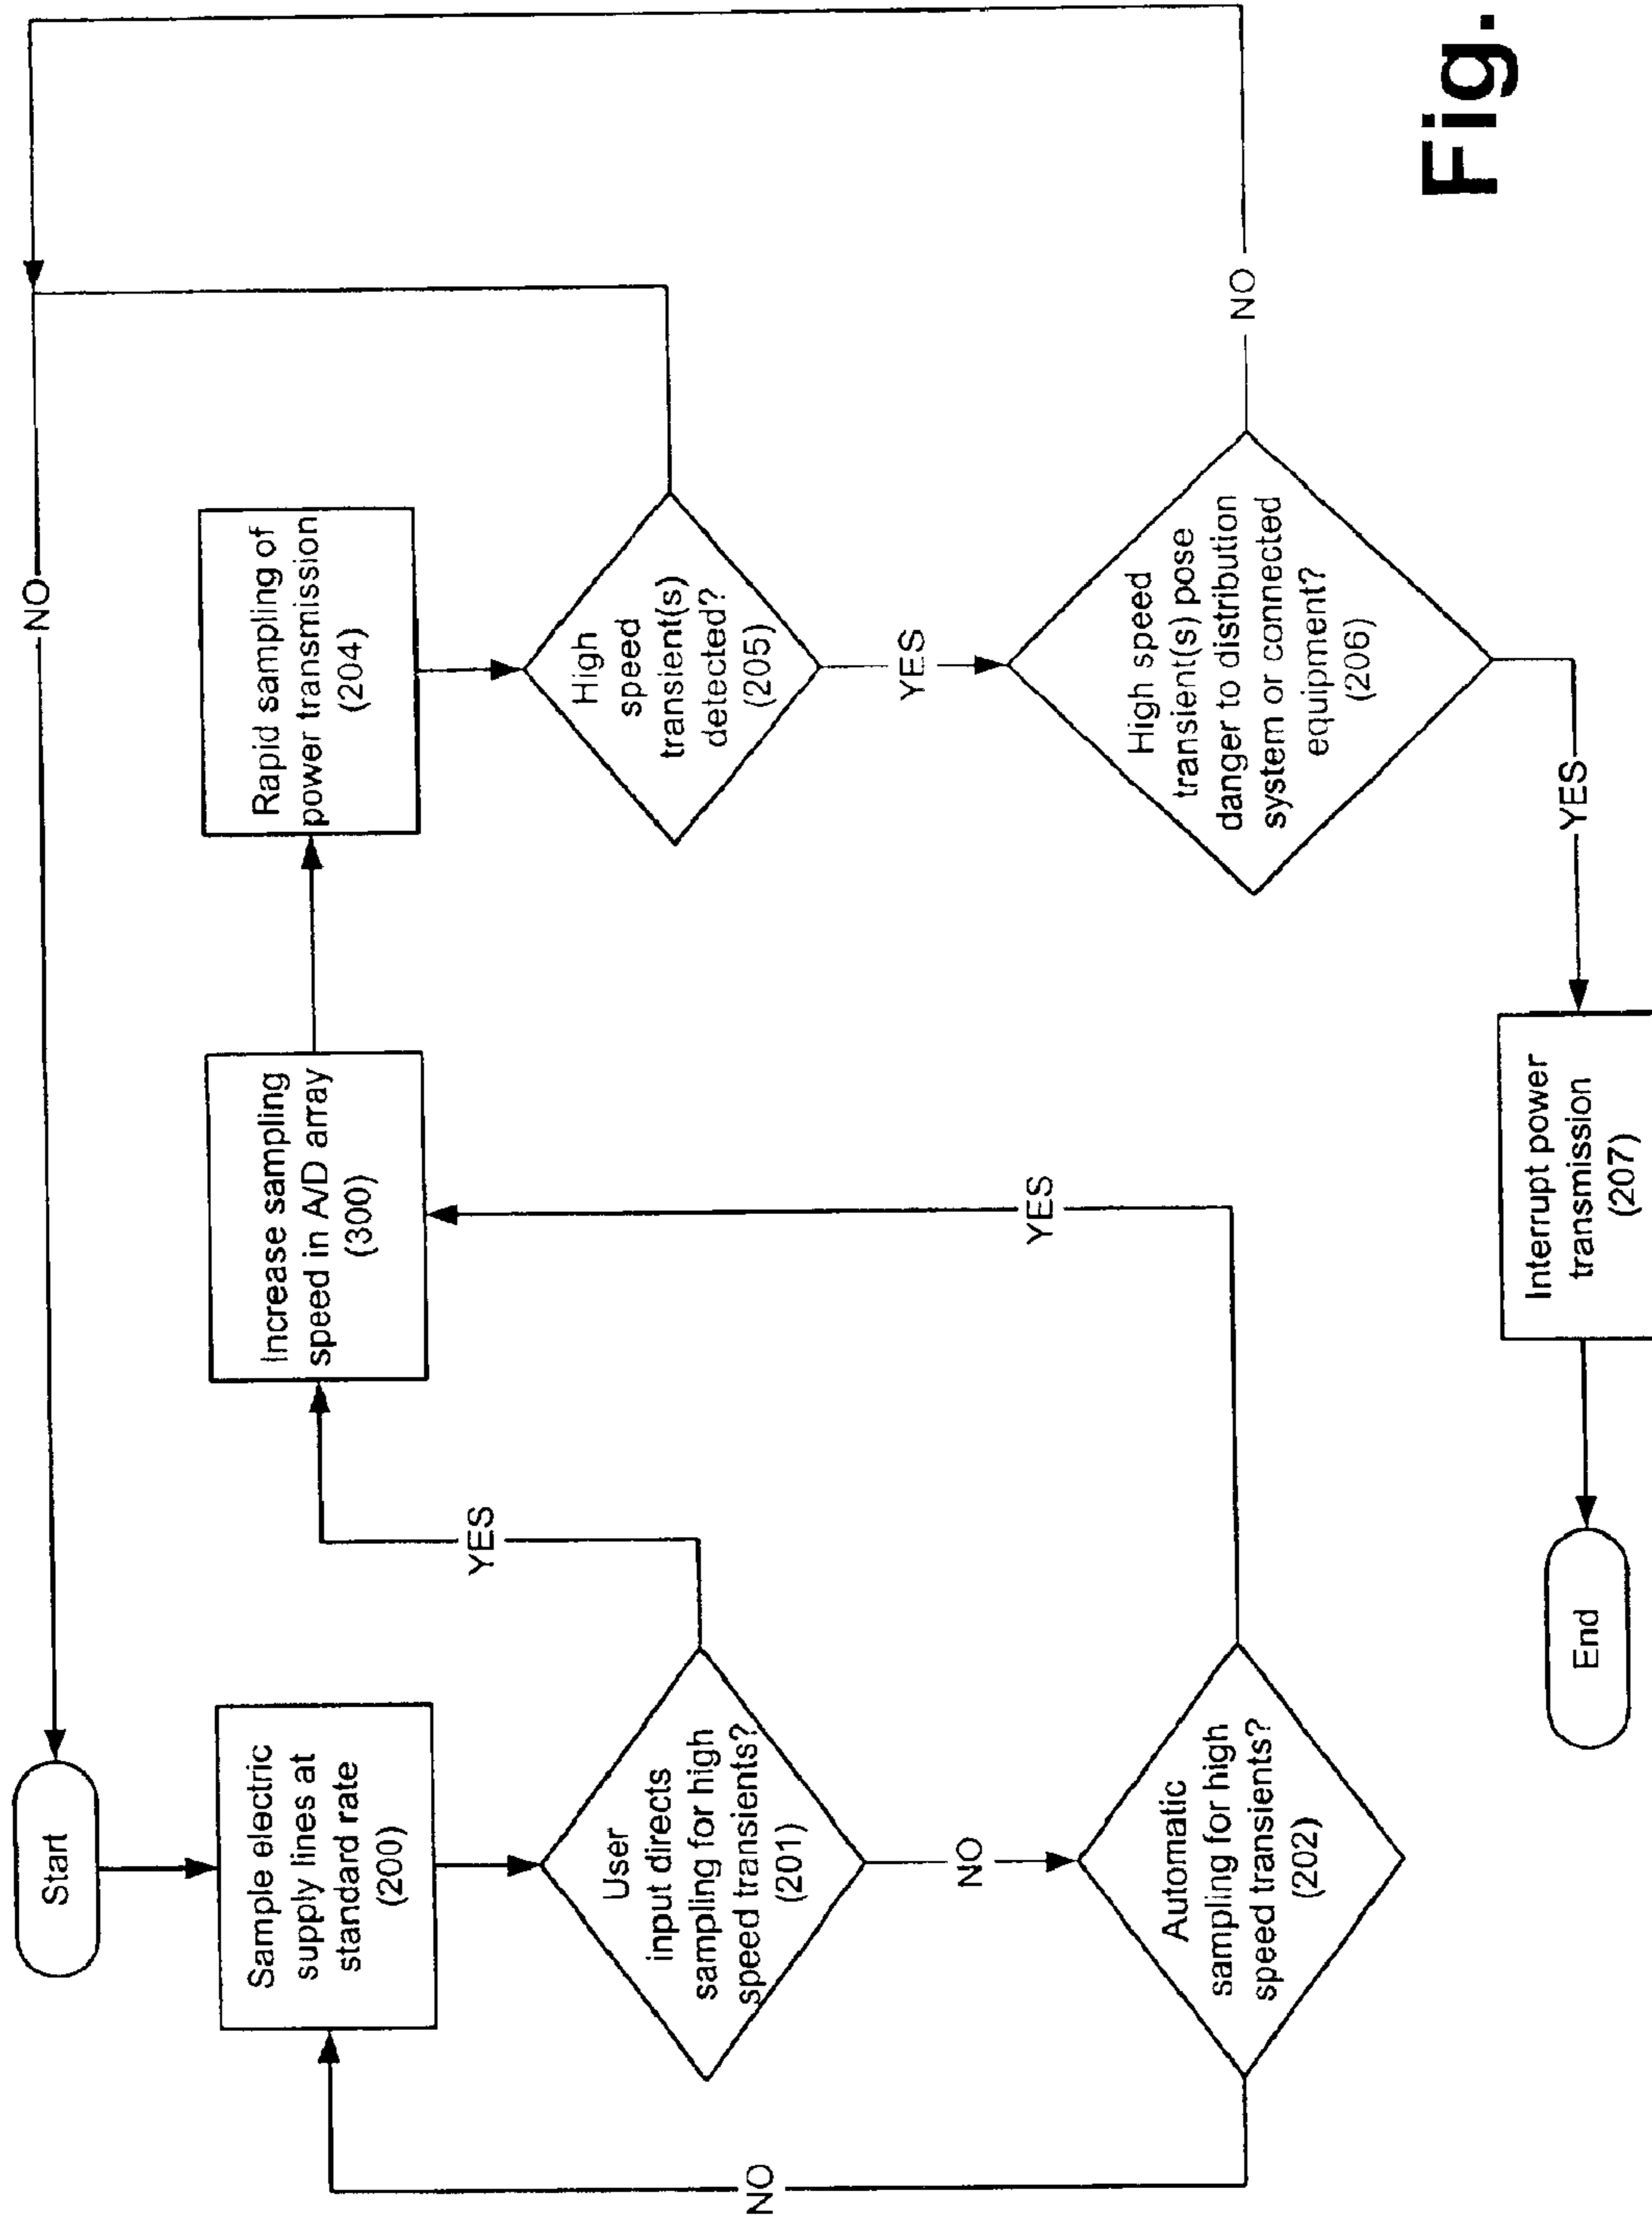 Start
Sample electric
supply lines at
standard rate
(200)
User
input directs
sampling for high
speed transients?
(201)
YES
NO
Automatic
sampling for high
speed transients?
(202)
NO
YES
Increase sampling
speed in A/D array
(300)
Rapid sampling of
power transmission
(204)
High
speed
transient(s)
detected?
(205)
NO
YES
High speed
transient(s) pose
danger to distribution
system or connected
equipment?
(206)
NO
YES
Interrupt power
transmission
(207)
End
Fig.